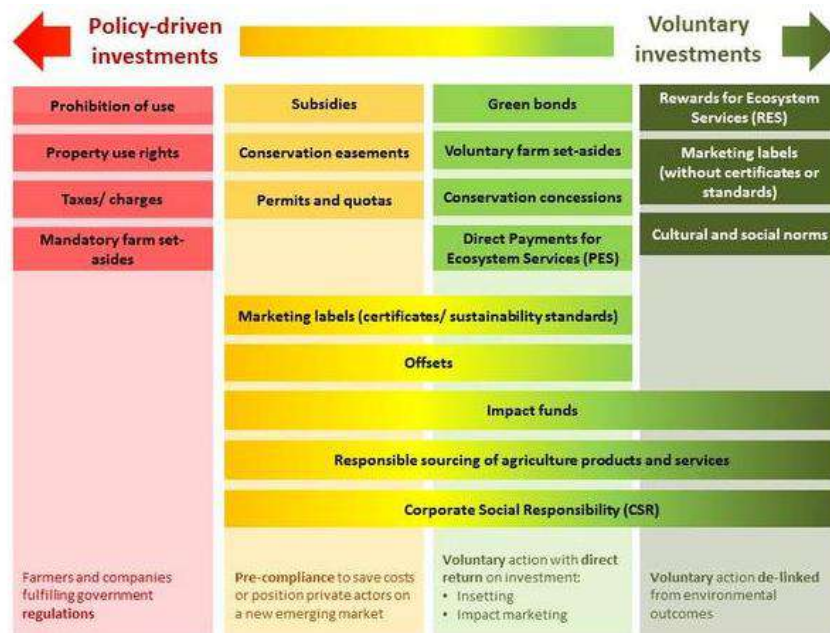 Policy-driven
investments
Voluntary
investments
Prohibition of use
Property use rights
Taxes/ charges
Mandatory farm set-
asides
Subsidies
Conservation easements
Permits and quotas
Green bonds
Voluntary farm set-asides
Conservation concessions
Direct Payments for
Ecosystem Services (PES)
Rewards for Ecosystem
Services (RES)
Marketing labels
(without certificates or
standards)
Cultural and social norms
Marketing labels (certificates/ sustainability standards)
Offsets
Impact funds
Responsible sourcing of agriculture products and services
Corporate Social Responsibility (CSR)
Farmers and companies
fulfilling government
regulations
Pre-compliance to save costs
or position private actors on
a new emerging market
Voluntary action with direct
return on investment:
• Insetting
• Impact marketing
Voluntary action de-linked
from environmental
outcomes